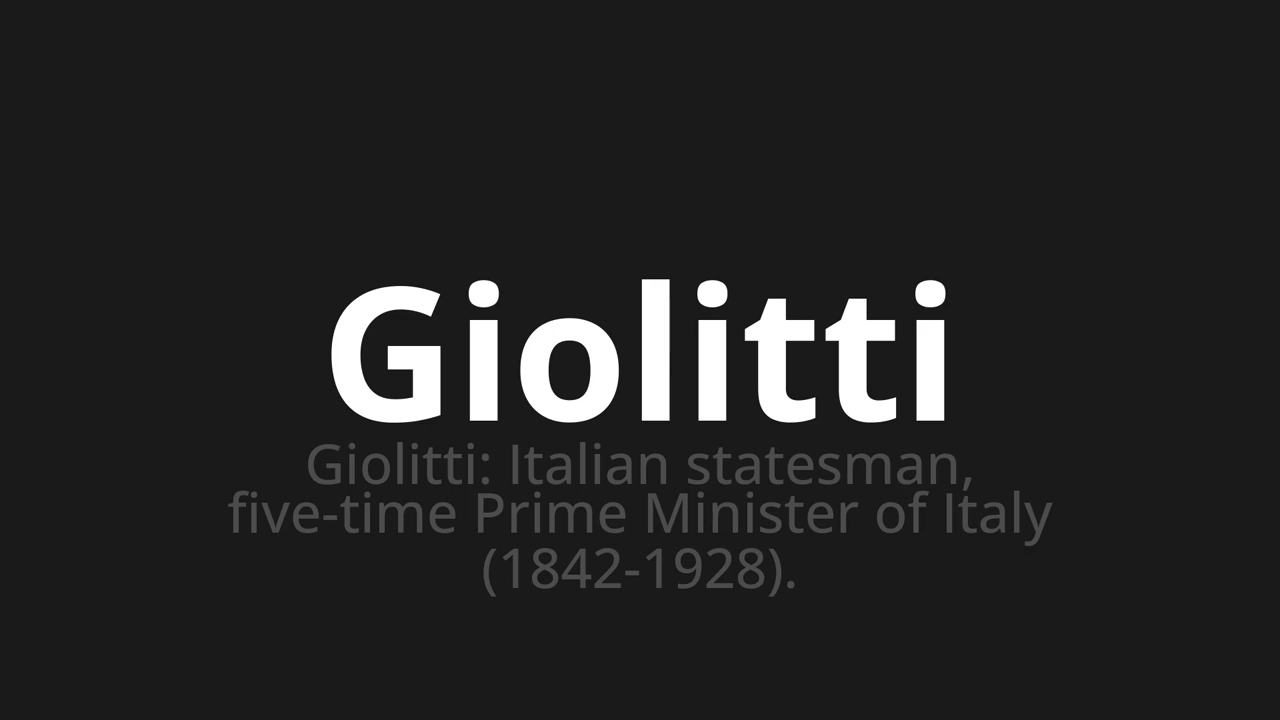 Giolitti
Giolitti: Italian statesman,
five-time Prime Minister of Italy
(1842-1928).